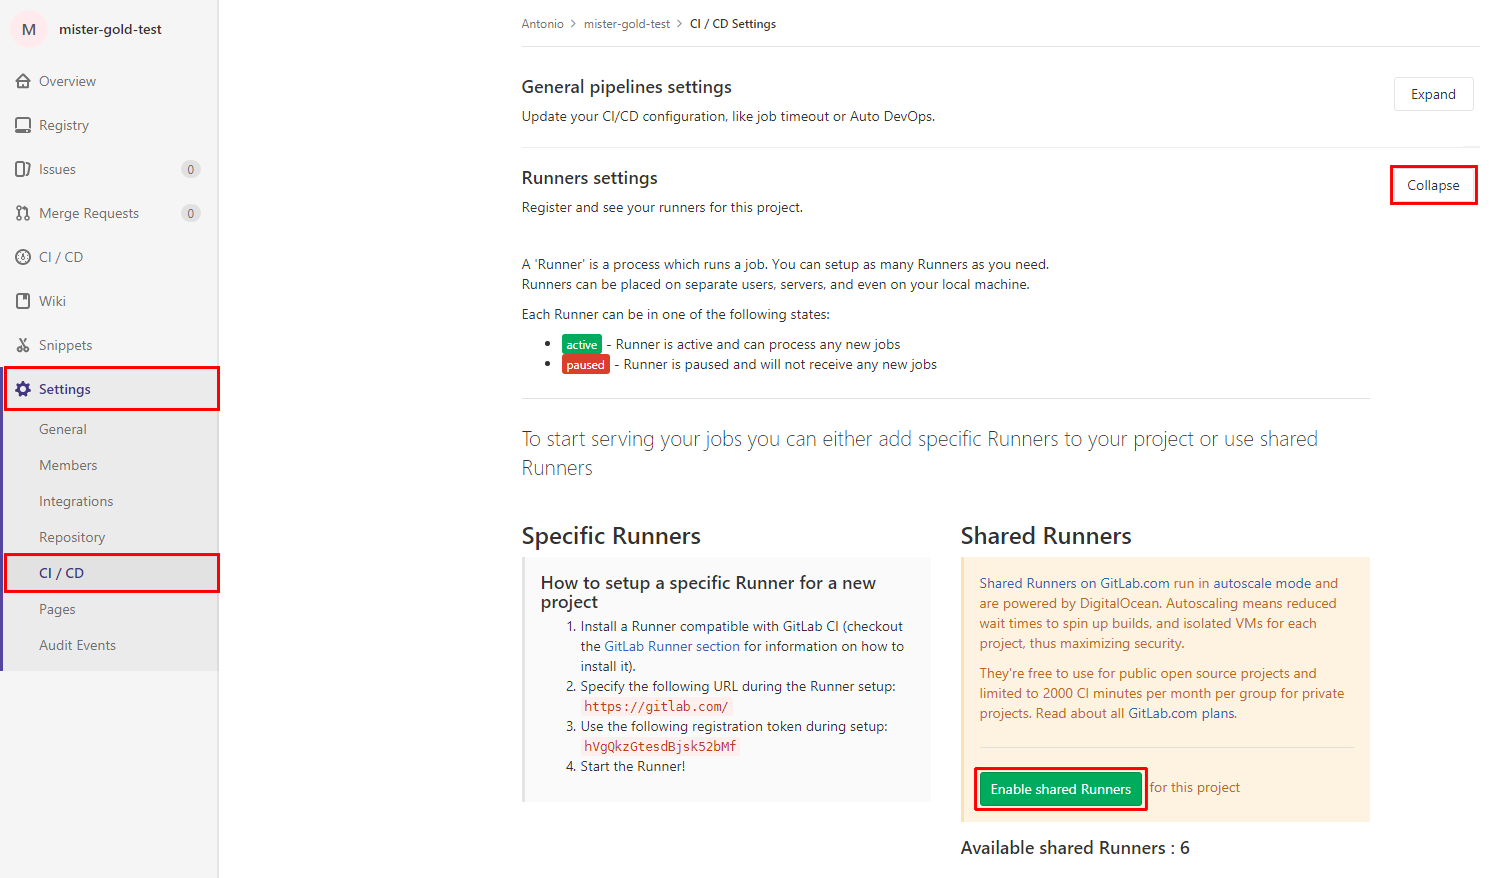 M mister-gold-test
Overview
Registry
Issues 0
Merge Requests 0
CI / CD
Wiki
Snippets
Settings
General
Members
Integrations
Repository
CI / CD
Pages
Audit Events
Antonio > mister-gold-test > CI / CD Settings
General pipelines settings
Expand
Update your CI/CD configuration, like job timeout or Auto DevOps.
Runners settings
Collapse
Register and see your runners for this project.
A 'Runner' is a process which runs a job. You can setup as many Runners as you need.
Runners can be placed on separate users, servers, and even on your local machine.
Each Runner can be in one of the following states:
• active - Runner is active and can process any new jobs
• paused - Runner is paused and will not receive any new jobs
To start serving your jobs you can either add specific Runners to your project or use shared
Runners
Specific Runners
How to setup a specific Runner for a new
project
1. Install a Runner compatible with GitLab CI (checkout
the GitLab Runner section for information on how to
install it).
2. Specify the following URL during the Runner setup:
https://gitlab.com/
3. Use the following registration token during setup:
hVgQkzGtesdBjsk52bMf
4. Start the Runner!
Shared Runners
Shared Runners on GitLab.com run in autoscale mode and
are powered by DigitalOcean. Autoscaling means reduced
wait times to spin up builds, and isolated VMs for each
project, thus maximizing security.
They're free to use for public open source projects and
limited to 2000 CI minutes per month per group for private
projects. Read about all GitLab.com plans.
Enable shared Runners for this project
Available shared Runners : 6